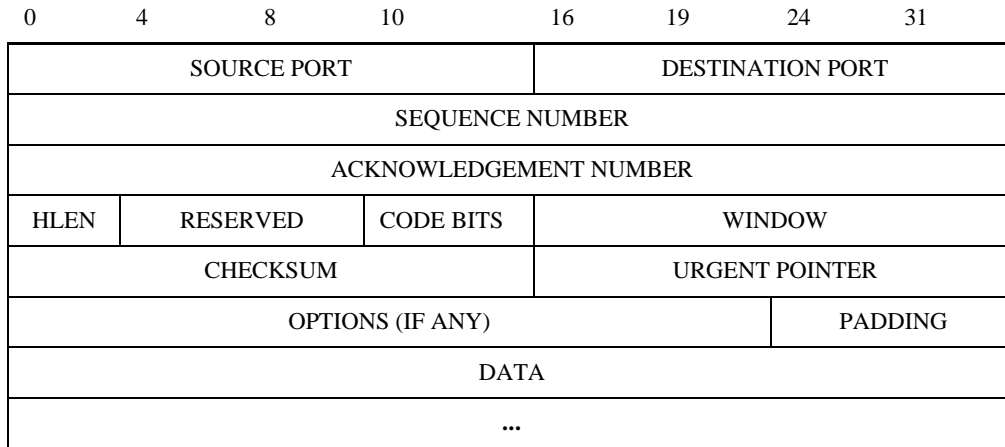 0 4 8 10 16 19 24 31
SOURCE PORT DESTINATION PORT
SEQUENCE NUMBER
ACKNOWLEDGEMENT NUMBER
HLEN RESERVED CODE BITS WINDOW
CHECKSUM URGENT POINTER
OPTIONS (IF ANY) PADDING
DATA
...